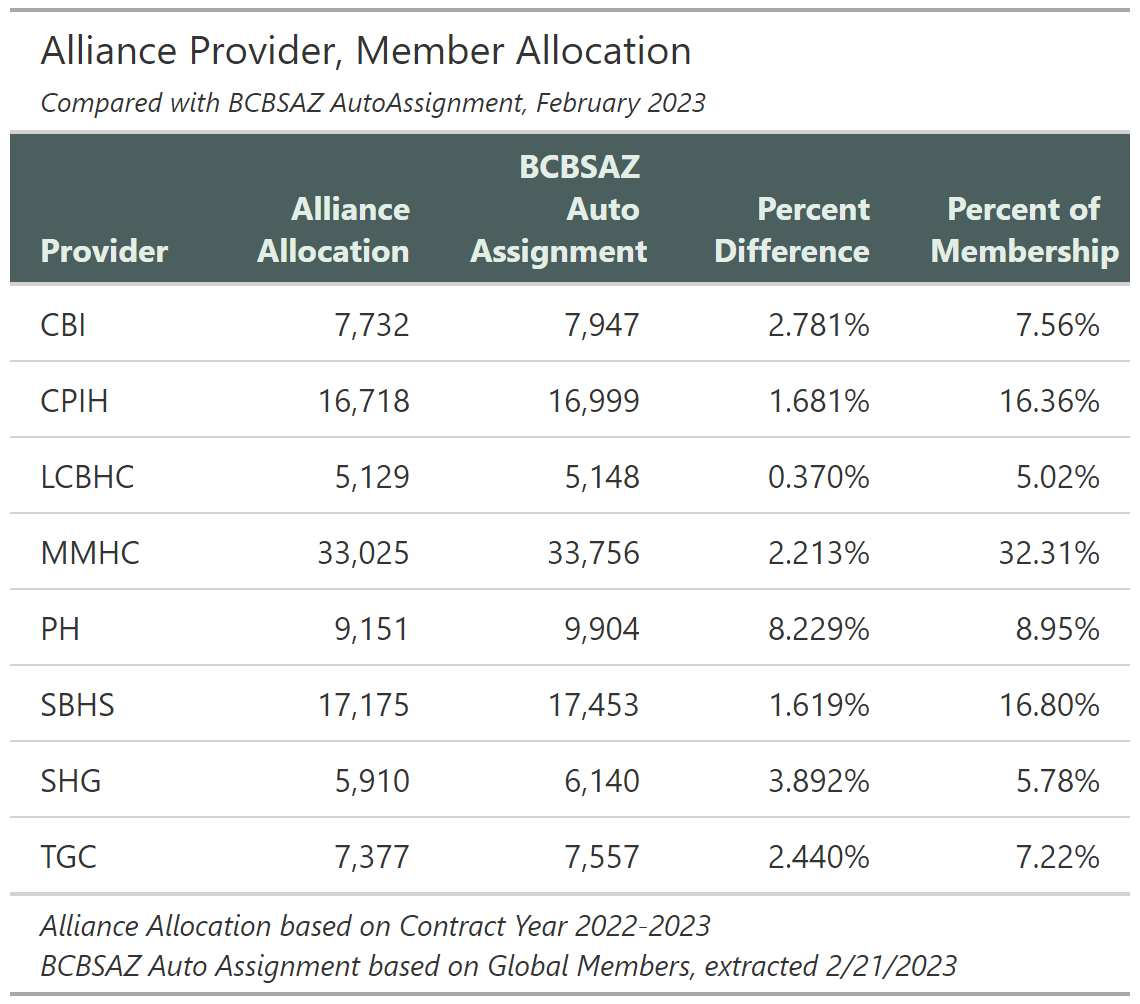 Alliance Provider, Member Allocation
Compared with BCBSAZ AutoAssignment, February 2023
Provider Alliance Allocation BCBSAZ Auto Assignment Percent Difference Percent of Membership
CBI 7,732 7,947 2.781% 7.56%
CPIH 16,718 16,999 1.681% 16.36%
LCBHC 5,129 5,148 0.370% 5.02%
MMHC 33,025 33,756 2.213% 32.31%
PH 9,151 9,904 8.229% 8.95%
SBHS 17,175 17,453 1.619% 16.80%
SHG 5,910 6,140 3.892% 5.78%
TGC 7,377 7,557 2.440% 7.22%
Alliance Allocation based on Contract Year 2022-2023
BCBSAZ Auto Assignment based on Global Members, extracted 2/21/2023